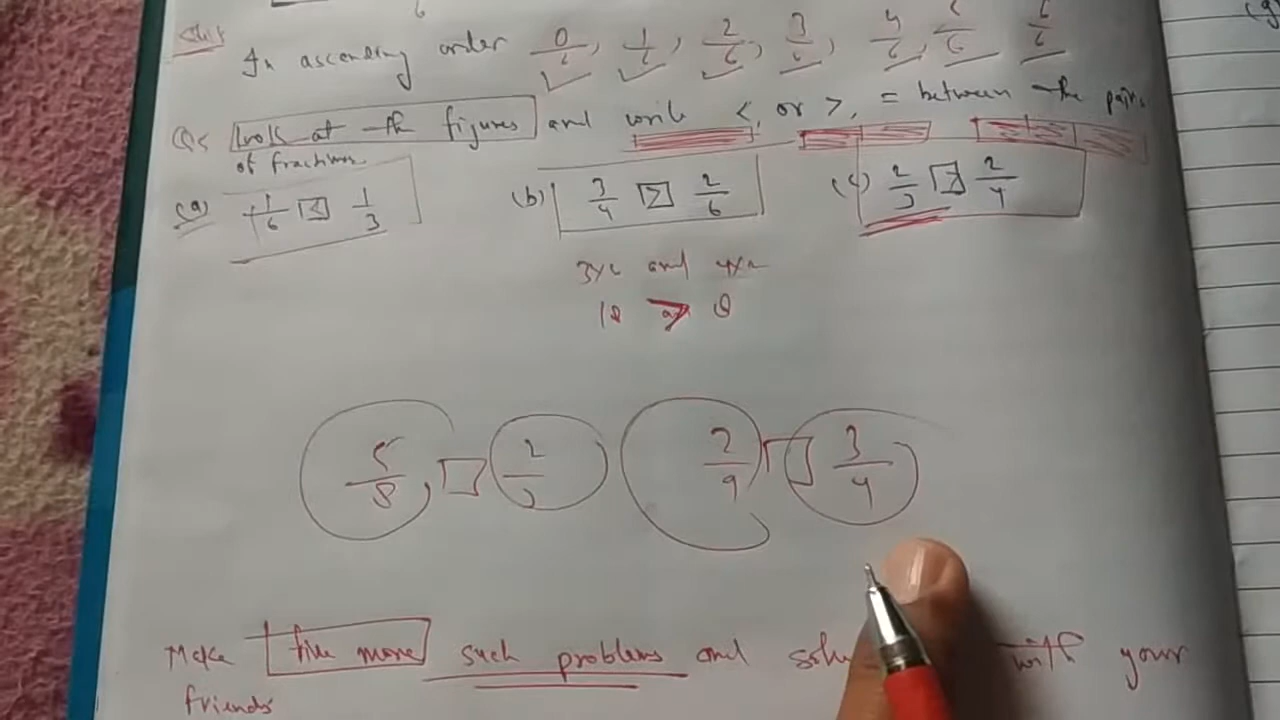 6
In ascending order 0/6, 1/6, 2/6, 3/6, 4/6, 5/6 6/6
Look at the figures and write <, or >, = between the pairs
of fractions.
(a) 1/6 < 1/3 (b) 3/4 > 2/6 (c) 2/3 > 2/4
3×6 and 4×2
18 > 8
5/8, □ 2/3 2/9 □ 3/4
Make five more such problems and with your
friends